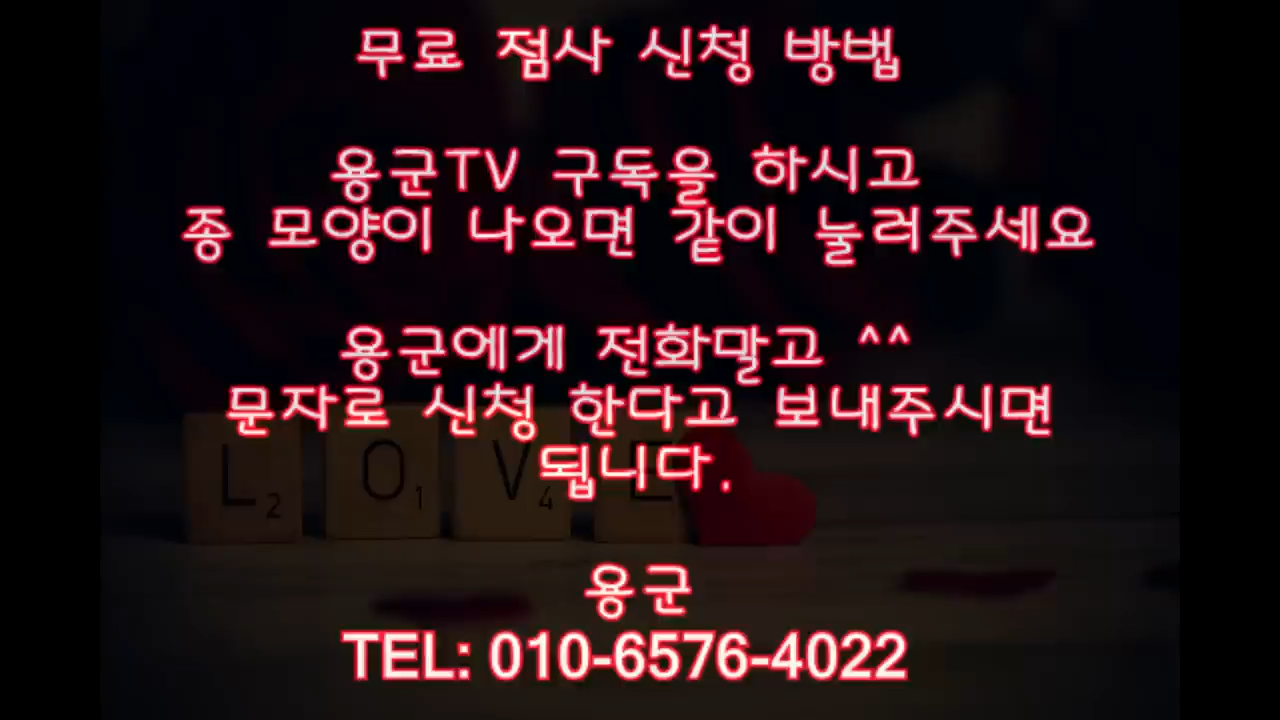 무료 점사 신청 방법
용군TV 구독을 하시고
종 모양이 나오면 같이 눌러주세요
용군에게 전화말고 ^^
문자로 신청 한다고 보내주시면
됩니다.
L2 O1 V4 E
용군
TEL: 010-6576-4022